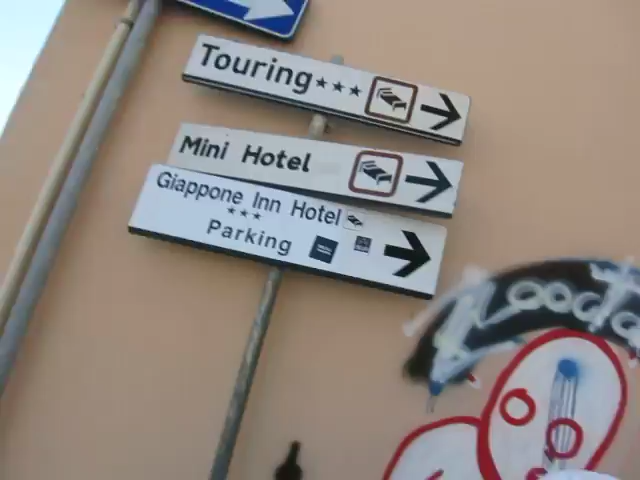 Touring***
Mini Hotel
Giappone Inn Hotel
***
Parking